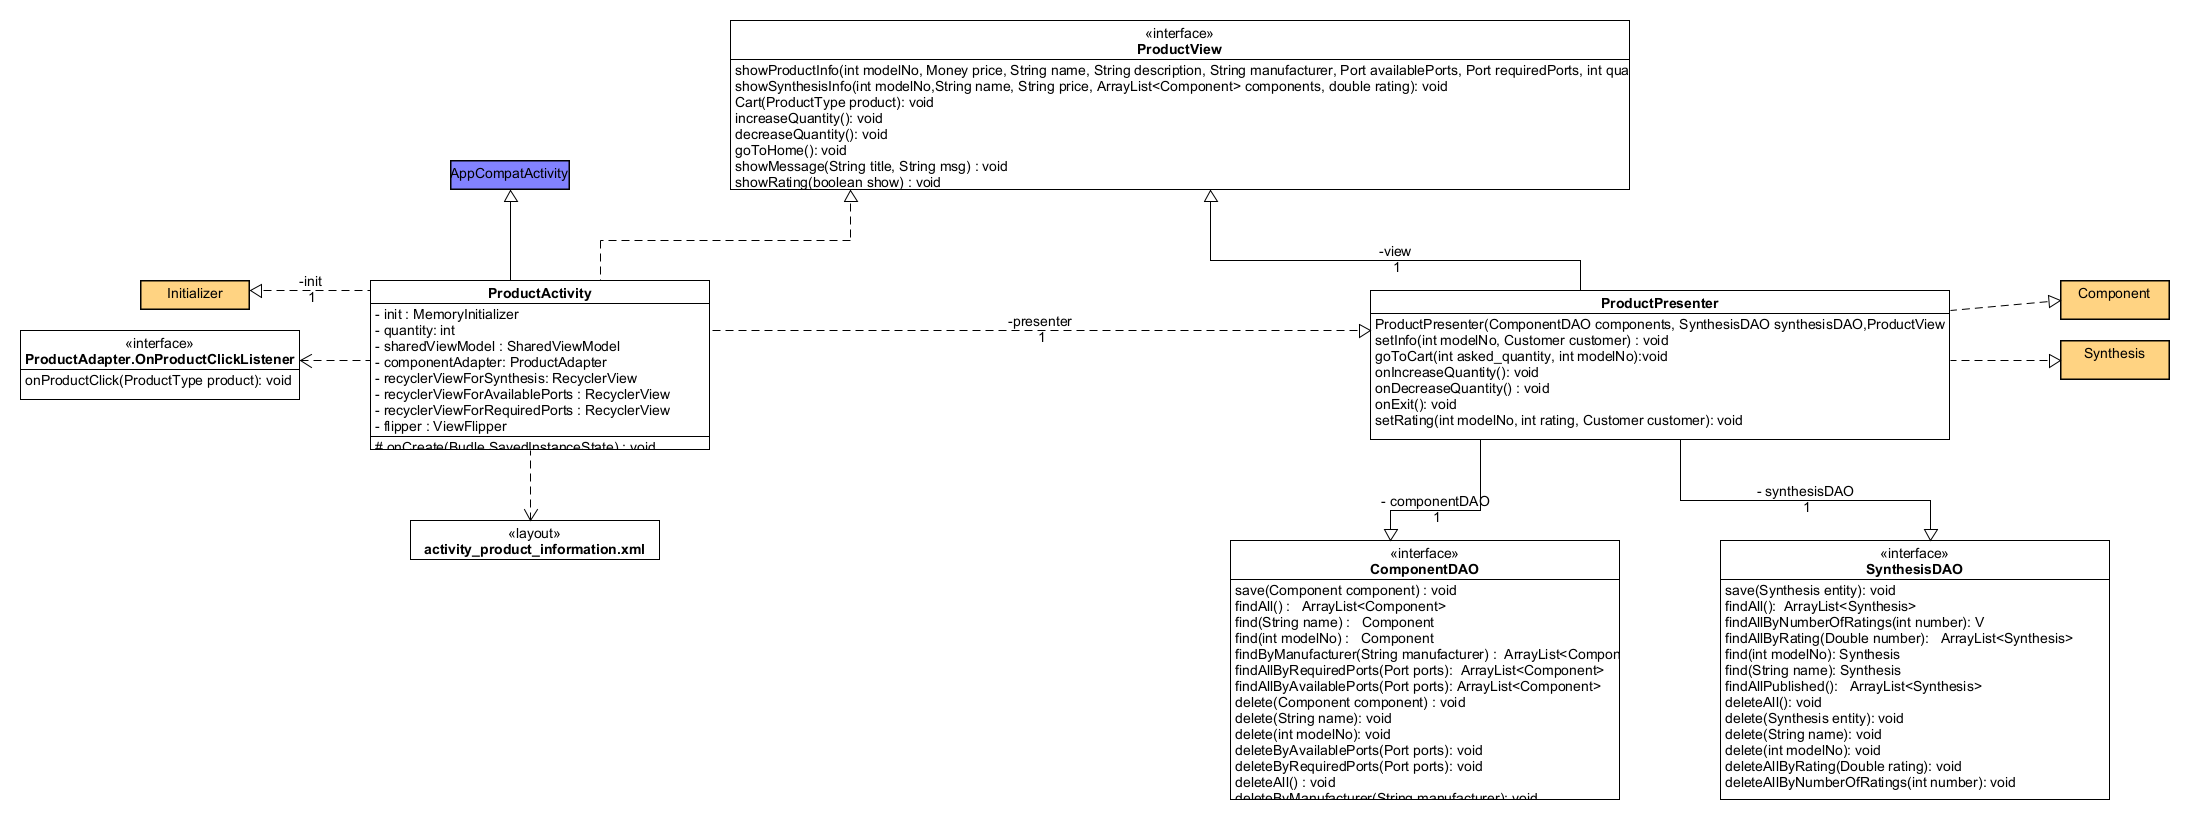 «interface»
ProductView
showProductInfo(int modelNo, Money price, String name, String description, String manufacturer, Port availablePorts, Port requiredPorts, int qua
showSynthesisInfo(int modelNo,String name, String price, ArrayList<Component> components, double rating): void
Cart(ProductType product): void
increaseQuantity(): void
decreaseQuantity(): void
goToHome(): void
showMessage(String title, String msg) : void
showRating(boolean show) : void
AppCompatActivity
-view
1
Initializer
-init
1
ProductActivity
- init : MemoryInitializer
- quantity: int
- sharedViewModel : SharedViewModel
- componentAdapter: ProductAdapter
- recyclerViewForSynthesis: RecyclerView
- recyclerViewForAvailablePorts : RecyclerView
- recyclerViewForRequiredPorts : RecyclerView
- flipper : ViewFlipper
# onCreate(Budle SavedInstanceState) : void
«interface»
ProductAdapter.OnProductClickListener
onProductClick(ProductType product): void
-presenter
1
ProductPresenter
ProductPresenter(ComponentDAO components, SynthesisDAO synthesisDAO,ProductView
setInfo(int modelNo, Customer customer) : void
goToCart(int asked_quantity, int modelNo):void
onIncreaseQuantity(): void
onDecreaseQuantity() : void
onExit(): void
setRating(int modelNo, int rating, Customer customer): void
Component
Synthesis
«layout»
activity_product_information.xml
- componentDAO
1
- synthesisDAO
1
«interface»
ComponentDAO
save(Component component) : void
findAll() :   ArrayList<Component>
find(String name) :   Component
find(int modelNo) :   Component
findByManufacturer(String manufacturer) :  ArrayList<Compon
findAllByRequiredPorts(Port ports):  ArrayList<Component>
findAllByAvailablePorts(Port ports): ArrayList<Component>
delete(Component component) : void
delete(String name): void
delete(int modelNo): void
deleteByAvailablePorts(Port ports): void
deleteByRequiredPorts(Port ports): void
deleteAll() : void
deleteByManufacturer(String manufacturer): void
«interface»
SynthesisDAO
save(Synthesis entity): void
findAll():  ArrayList<Synthesis>
findAllByNumberOfRatings(int number): V
findAllByRating(Double number):   ArrayList<Synthesis>
find(int modelNo): Synthesis
find(String name): Synthesis
findAllPublished():   ArrayList<Synthesis>
deleteAll(): void
delete(Synthesis entity): void
delete(String name): void
delete(int modelNo): void
deleteAllByRating(Double rating): void
deleteAllByNumberOfRatings(int number): void